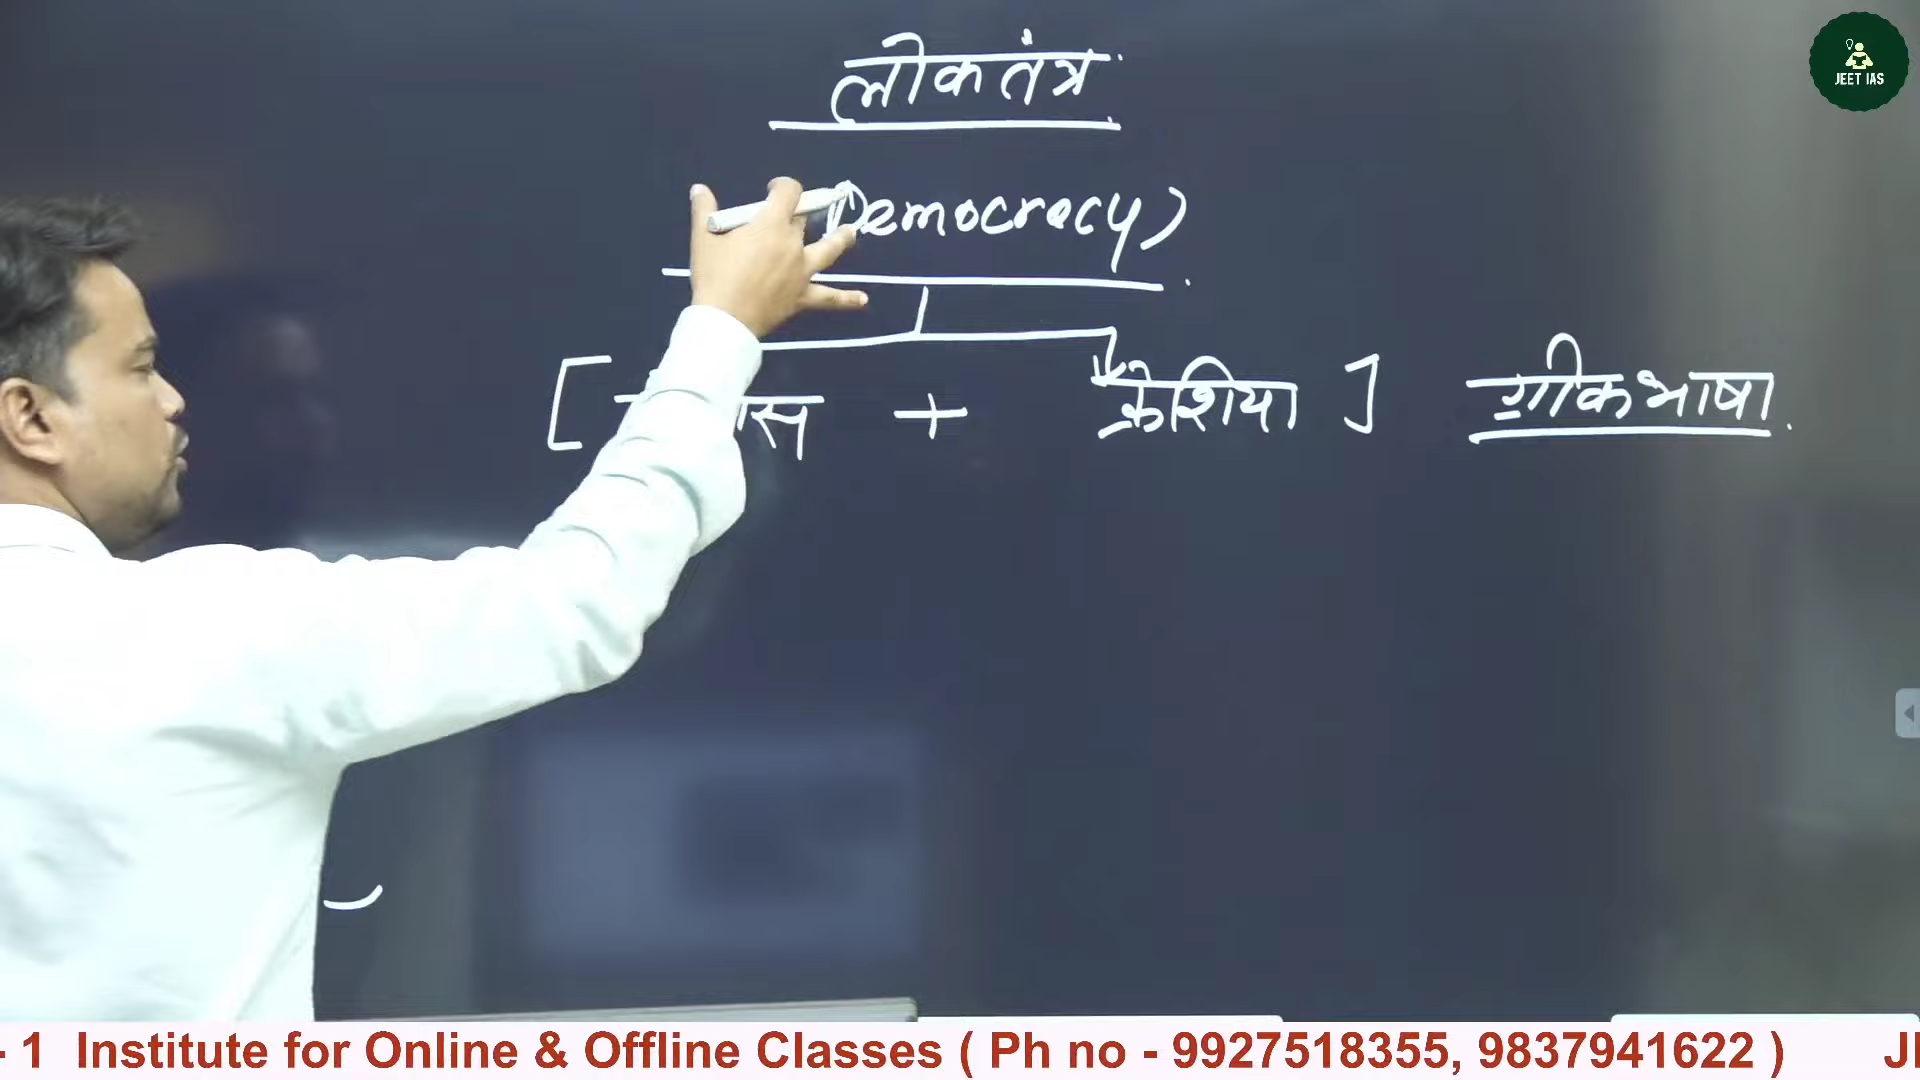 लोकतंत्र
Democracy)
[ + क्रेशिया ] ग्रीक भाषा
JEET IAS
- 1 Institute for Online & Offline Classes ( Ph no - 9927518355, 9837941622 )